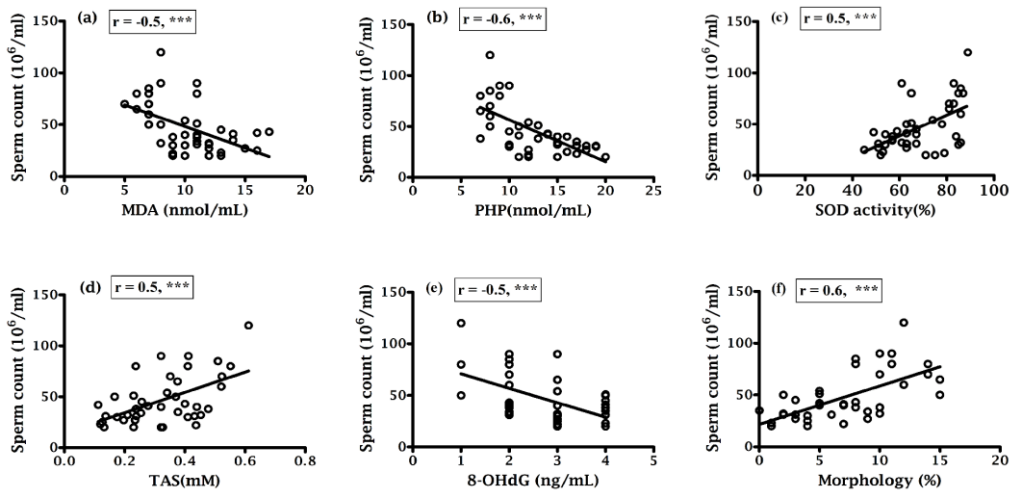 (a)
r = -0.5, ***
Sperm count (10⁶/ml)
150
100
50
0
0
5
10
15
20
MDA (nmol/mL)
(b)
r = -0.6, ***
Sperm count (10⁶/ml)
150
100
50
0
0
5
10
15
20
25
PHP(nmol/mL)
(c)
r = 0.5, ***
Sperm count (10⁶/ml)
150
100
50
0
0
20
40
60
80
100
SOD activity(%)
(d)
r = 0.5, ***
Sperm count (10⁶/ml)
150
100
50
0
0.0
0.2
0.4
0.6
0.8
TAS(mM)
(e)
r = -0.5, ***
Sperm count (10⁶/ml)
150
100
50
0
0
1
2
3
4
5
8-OHdG (ng/mL)
(f)
r = 0.6, ***
Sperm count (10⁶/ml)
150
100
50
0
0
5
10
15
20
Morphology (%)